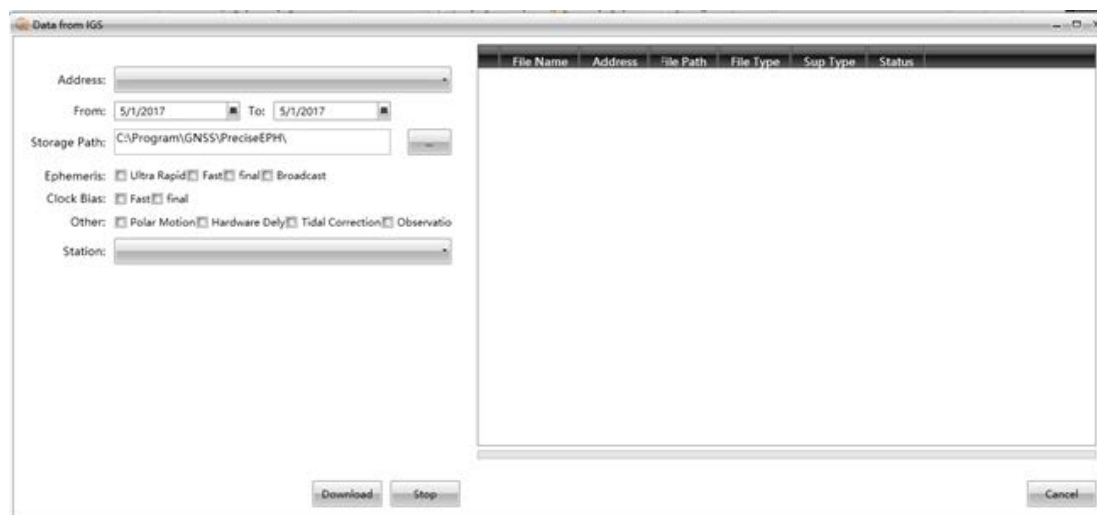 Data from IGS
Address:
From: 5/1/2017 To: 5/1/2017
Storage Path: C:\Program\GNSS\PreciseEPH\ ...
Ephemeris: Ultra Rapid Fast final Broadcast
Clock Bias: Fast final
Other: Polar Motion Hardware Dely Tidal Correction Observatio
Station:
Download Stop
File Name Address File Path File Type Sup Type Status
Cancel